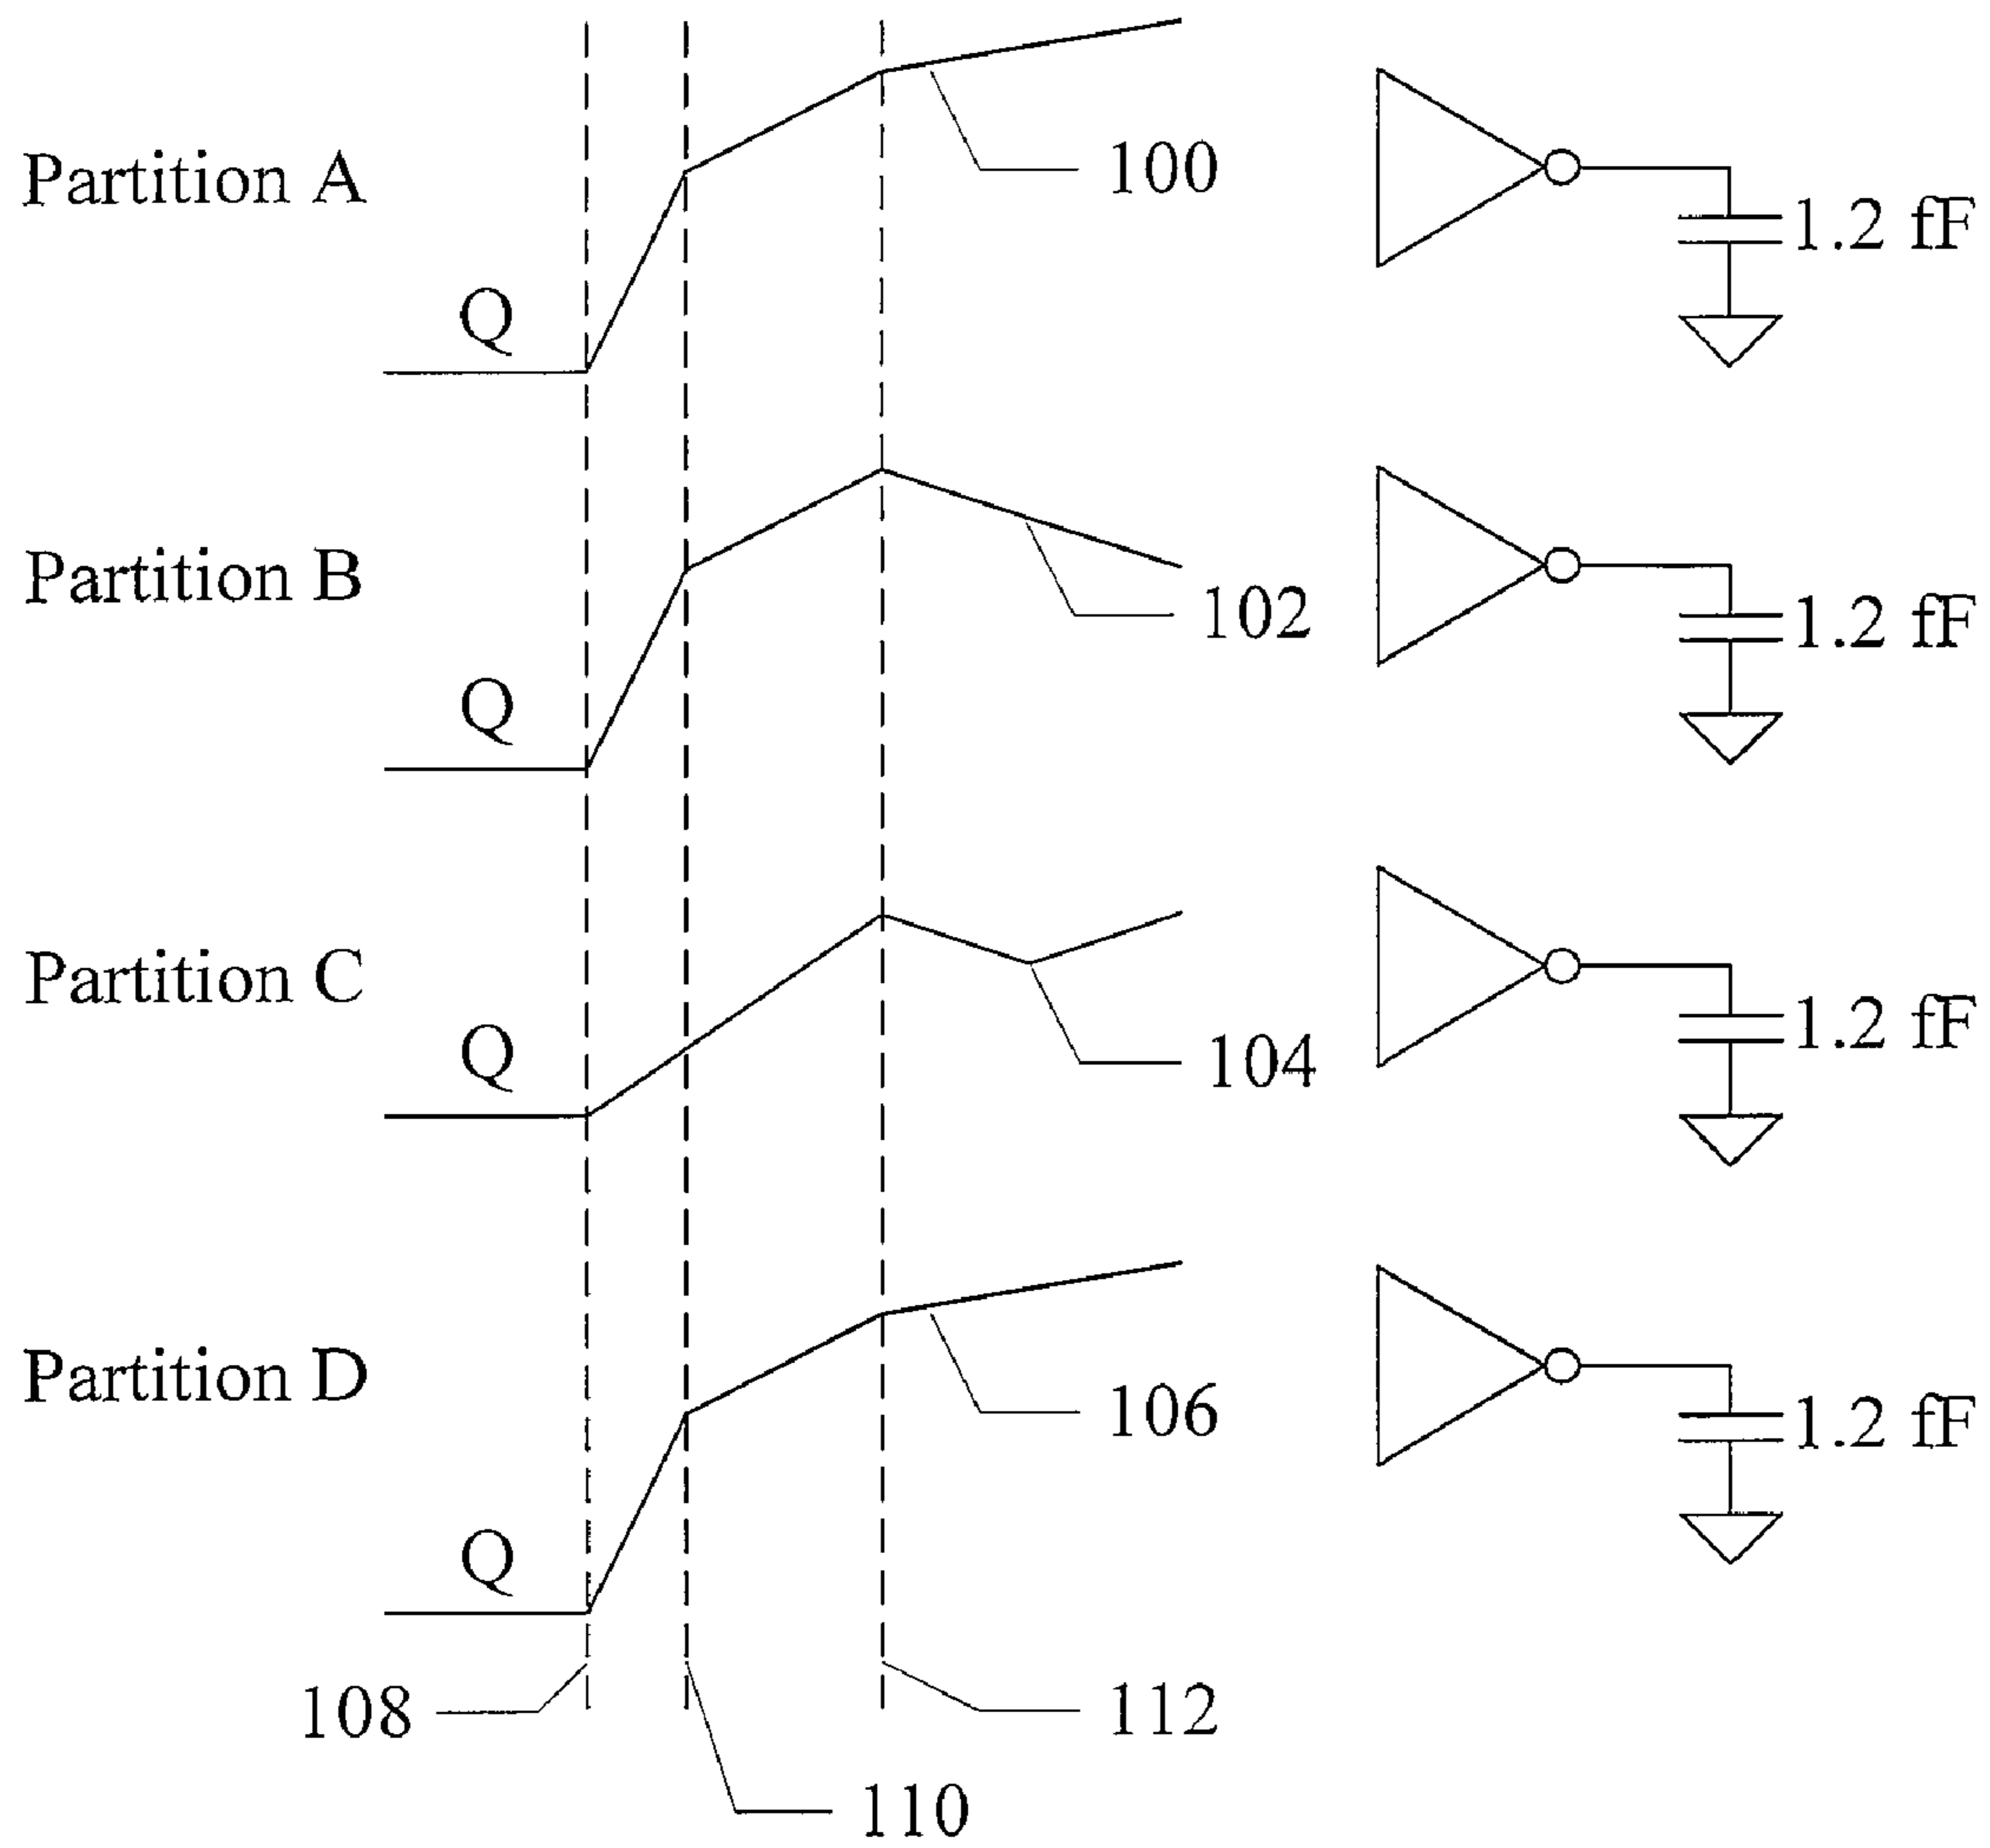 Partition A
Q
100
1.2 fF
Partition B
Q
102
1.2 fF
Partition C
Q
104
1.2 fF
Partition D
Q
106
1.2 fF
108
110
112